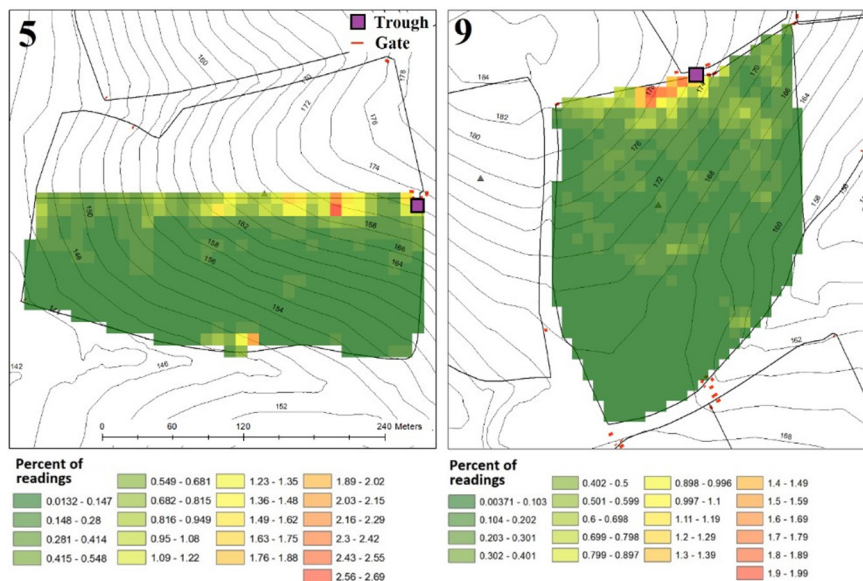 5
Trough
Gate
160
178
172
176
174
150
168
162
148
158
166
156
164
154
146
142
152
0 60 120 240 Meters
9
184
170
182
166
164
180
176
172
168
158
160
162
168
Percent of
readings
0.0132 - 0.147
0.148 - 0.28
0.281 - 0.414
0.415 - 0.548
0.549 - 0.681
0.682 - 0.815
0.816 - 0.949
0.95 - 1.08
1.09 - 1.22
1.23 - 1.35
1.36 - 1.48
1.49 - 1.62
1.63 - 1.75
1.76 - 1.88
1.89 - 2.02
2.03 - 2.15
2.16 - 2.29
2.3 - 2.42
2.43 - 2.55
2.56 - 2.69
Percent of
readings
0.00371 - 0.103
0.104 - 0.202
0.203 - 0.301
0.302 - 0.401
0.402 - 0.5
0.501 - 0.599
0.6 - 0.698
0.699 - 0.798
0.799 - 0.897
0.898 - 0.996
0.997 - 1.1
1.11 - 1.19
1.2 - 1.29
1.3 - 1.39
1.4 - 1.49
1.5 - 1.59
1.6 - 1.69
1.7 - 1.79
1.8 - 1.89
1.9 - 1.99